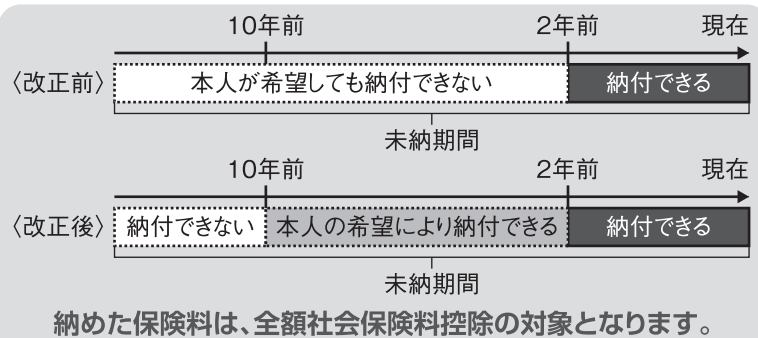 10年前 2年前 現在
〈改正前〉 本人が希望しても納付できない 納付できる
未納期間
10年前 2年前 現在
〈改正後〉 納付できない 本人の希望により納付できる 納付できる
未納期間
納めた保険料は、全額社会保険料控除の対象となります。